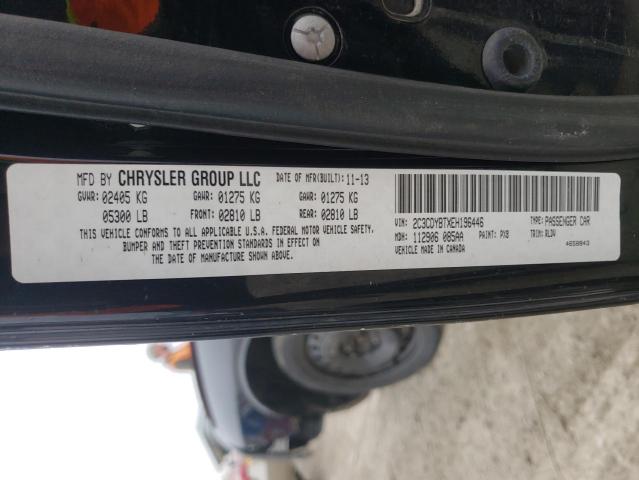 MFD BY CHRYSLER GROUP LLC DATE OF MFR(BUILT): 11-13
GVWR: 02405 KG GAWR: 01275 KG GAWR: 01275 KG
05300 LB FRONT: 02810 LB REAR: 02810 LB
THIS VEHICLE CONFORMS TO ALL APPLICABLE U.S.A. FEDERAL MOTOR VEHICLE SAFETY,
BUMPER AND THEFT PREVENTION STANDARDS IN EFFECT ON
THE DATE OF MANUFACTURE SHOWN ABOVE.
VIN: 2C3CDYBTXEH196446 TYPE: PASSENGER CAR
MDH: 112906 085AA PAINT: PX8 TRIM: RLDV
VEHICLE MADE IN CANADA 4658943